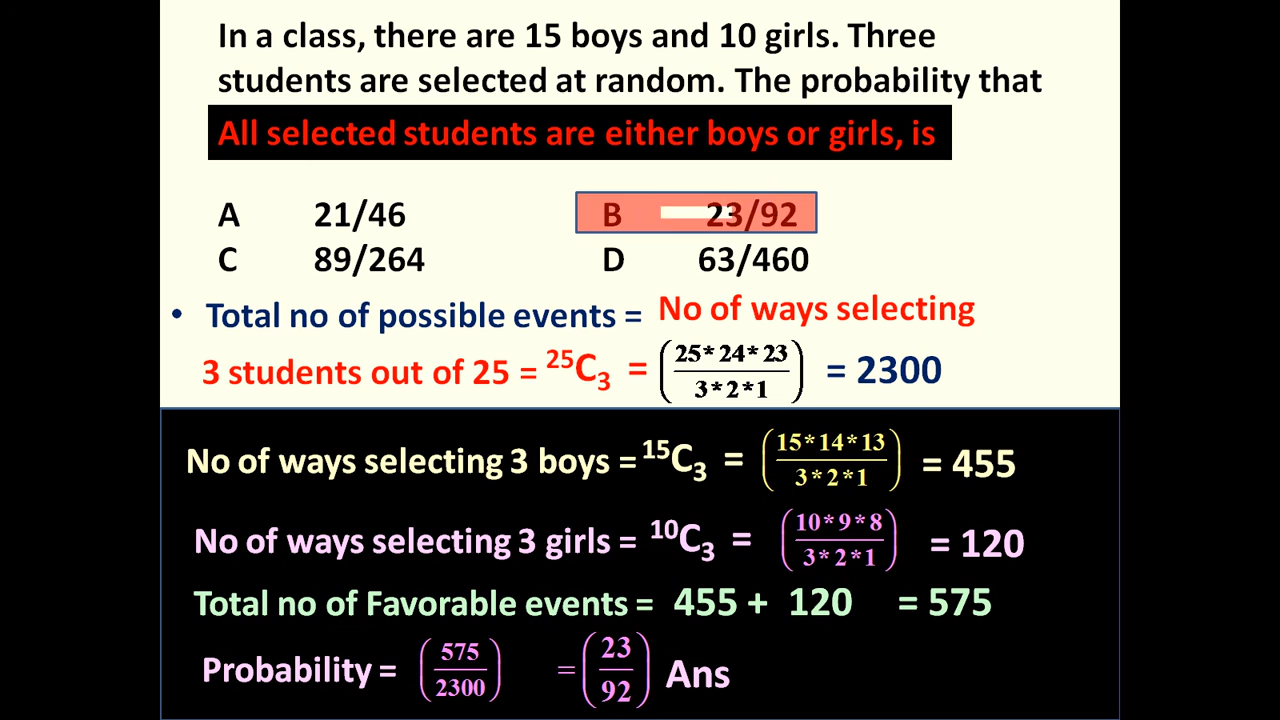 In a class, there are 15 boys and 10 girls. Three
students are selected at random. The probability that
All selected students are either boys or girls, is
A 21/46 B 23/92
C 89/264 D 63/460
• Total no of possible events = No of ways selecting
3 students out of 25 = ²⁵C₃ = (25*24*23 / 3*2*1) = 2300
No of ways selecting 3 boys = ¹⁵C₃ = (15*14*13 / 3*2*1) = 455
No of ways selecting 3 girls = ¹⁰C₃ = (10*9*8 / 3*2*1) = 120
Total no of Favorable events = 455 + 120 = 575
Probability = (575 / 2300) = (23 / 92) Ans